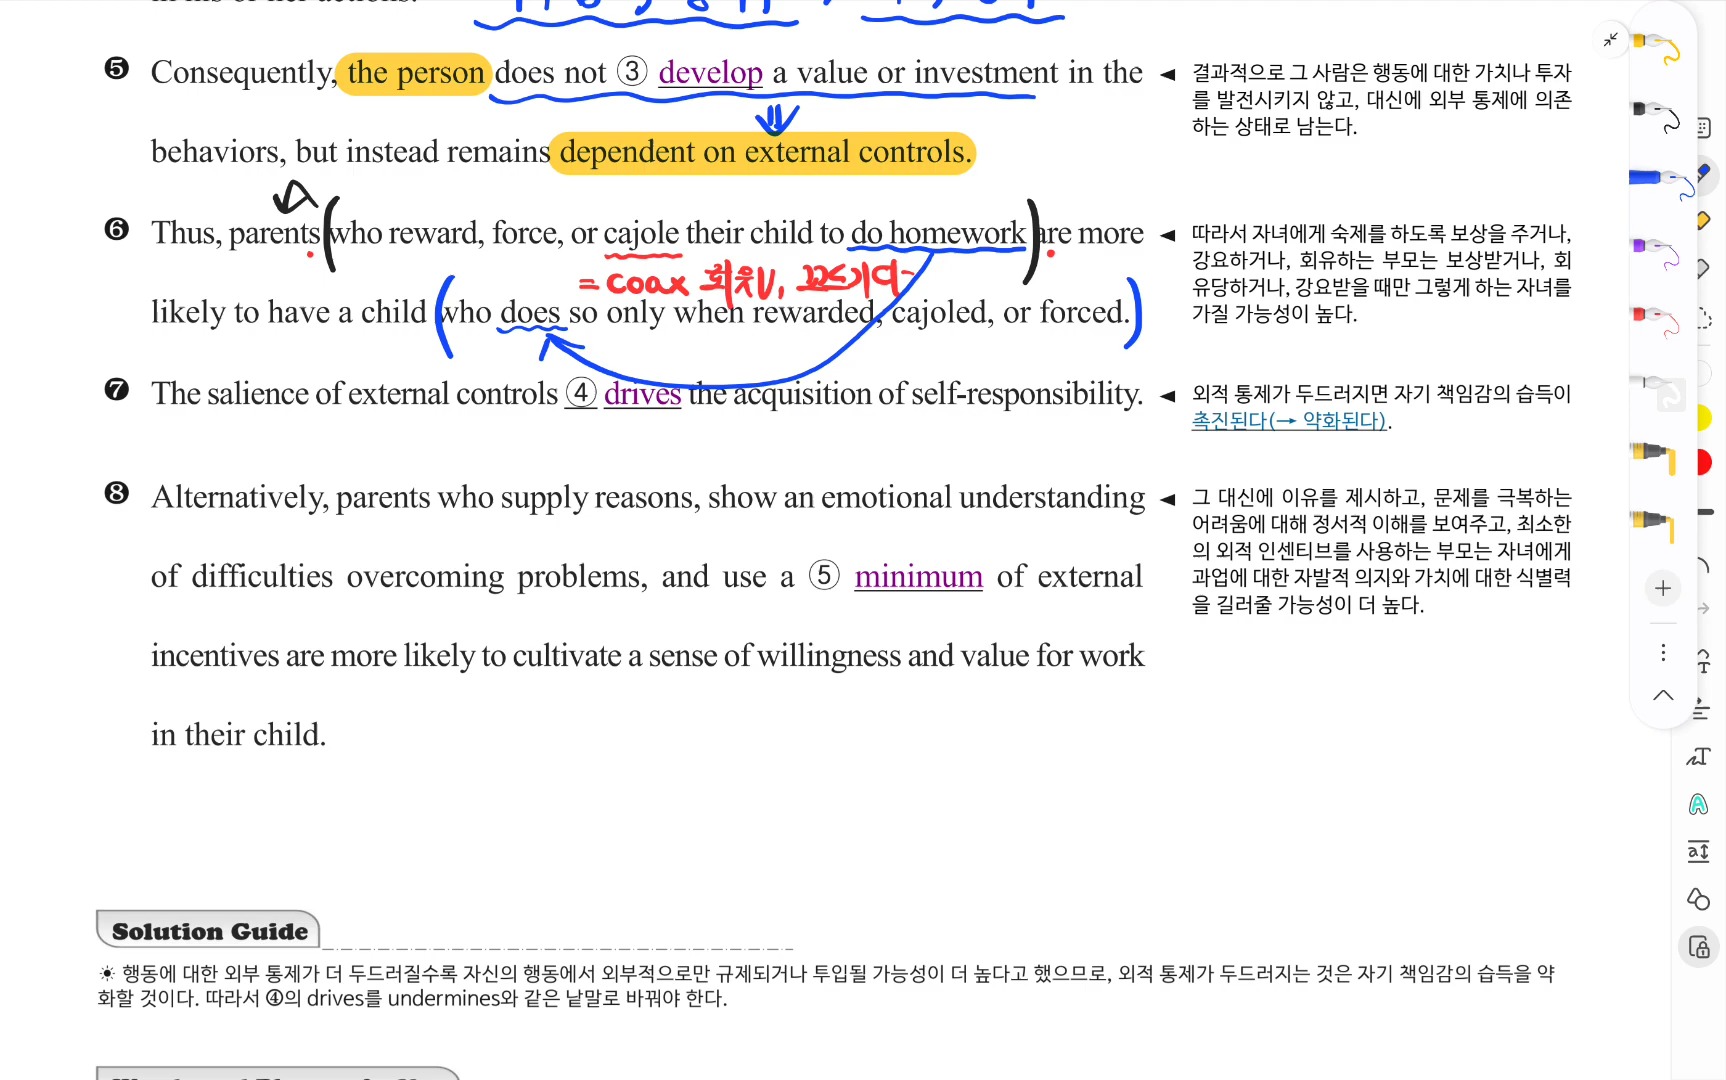 in his or her actions.
❺ Consequently, the person does not ③ develop a value or investment in the
behaviors, but instead remains dependent on external controls.
결과적으로 그 사람은 행동에 대한 가치나 투자
를 발전시키지 않고, 대신에 외부 통제에 의존
하는 상태로 남는다.
❻ Thus, parents who reward, force, or cajole their child to do homework are more
= coax 회유V, 꼬드기다
likely to have a child who does so only when rewarded, cajoled, or forced.
따라서 자녀에게 숙제를 하도록 보상을 주거나,
강요하거나, 회유하는 부모는 보상받거나, 회
유당하거나, 강요받을 때만 그렇게 하는 자녀를
가질 가능성이 높다.
❼ The salience of external controls ④ drives the acquisition of self-responsibility.
외적 통제가 두드러지면 자기 책임감의 습득이
촉진된다(→ 약화된다).
❽ Alternatively, parents who supply reasons, show an emotional understanding
of difficulties overcoming problems, and use a ⑤ minimum of external
incentives are more likely to cultivate a sense of willingness and value for work
in their child.
그 대신에 이유를 제시하고, 문제를 극복하는
어려움에 대해 정서적 이해를 보여주고, 최소한
의 외적 인센티브를 사용하는 부모는 자녀에게
과업에 대한 자발적 의지와 가치에 대한 식별력
을 길러줄 가능성이 더 높다.
Solution Guide
행동에 대한 외부 통제가 더 두드러질수록 자신의 행동에서 외부적으로만 규제되거나 투입될 가능성이 더 높다고 했으므로, 외적 통제가 두드러지는 것은 자기 책임감의 습득을 약
화할 것이다. 따라서 ④의 drives를 undermines와 같은 낱말로 바꿔야 한다.